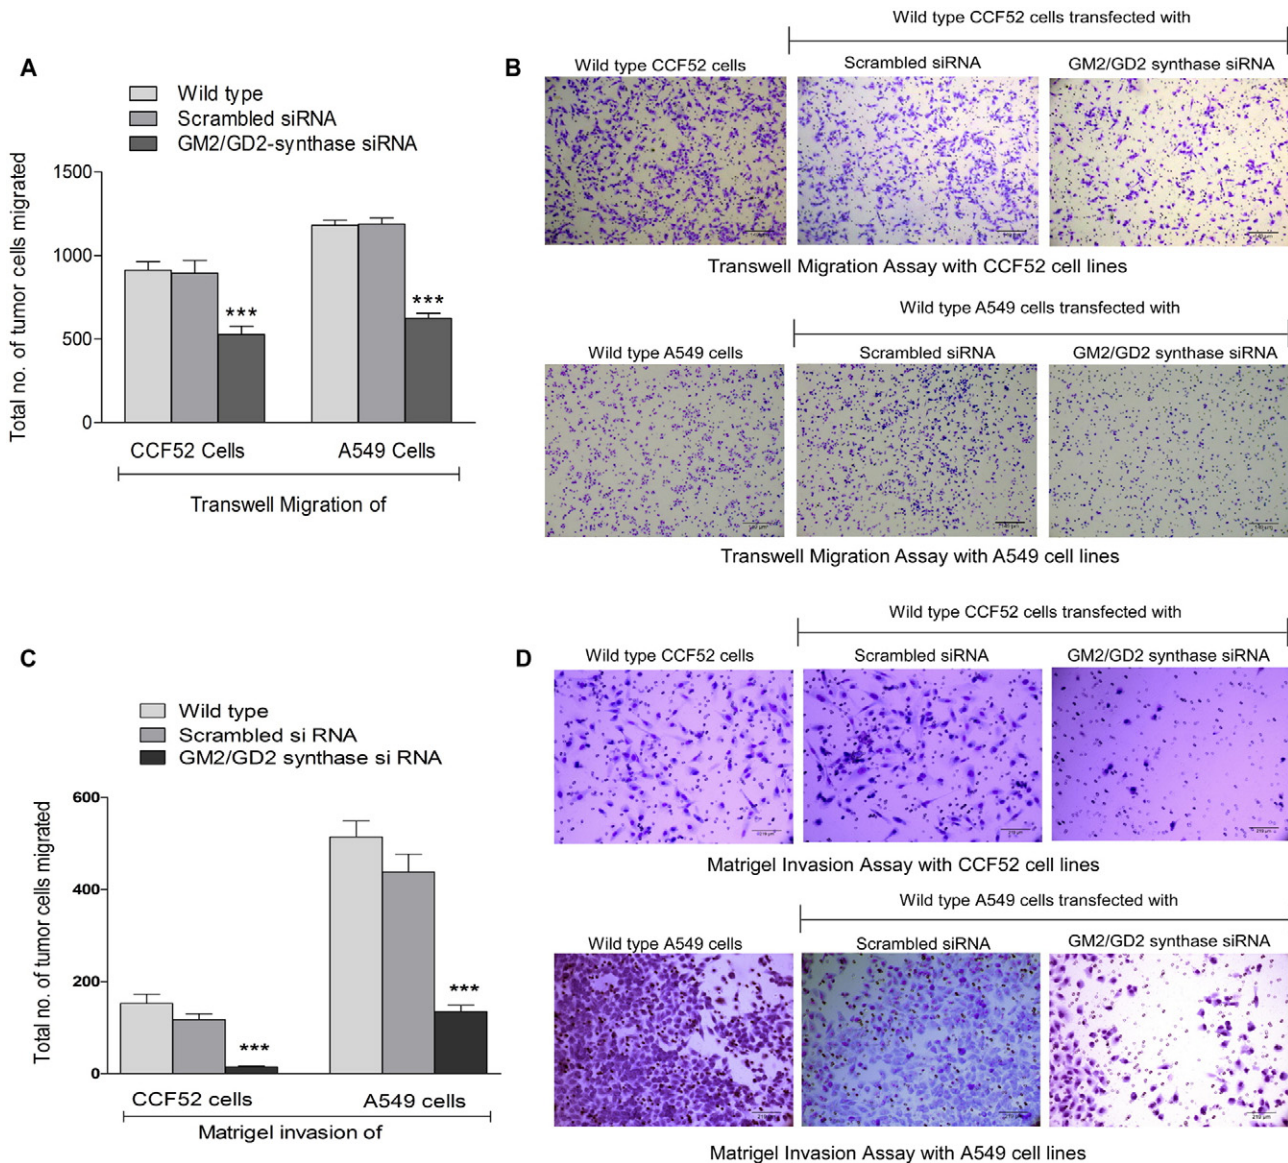 A
Wild type
Scrambled siRNA
GM2/GD2-synthase siRNA
Total no. of tumor cells migrated
1500
1000
500
0
***
***
CCF52 Cells
A549 Cells
Transwell Migration of
B
Wild type CCF52 cells transfected with
Wild type CCF52 cells
Scrambled siRNA
GM2/GD2 synthase siRNA
Transwell Migration Assay with CCF52 cell lines
Wild type A549 cells transfected with
Wild type A549 cells
Scrambled siRNA
GM2/GD2 synthase siRNA
Transwell Migration Assay with A549 cell lines
C
Wild type
Scrambled si RNA
GM2/GD2 synthase si RNA
Total no. of tumor cells migrated
600
400
200
0
***
***
CCF52 cells
A549 cells
Matrigel invasion of
D
Wild type CCF52 cells transfected with
Wild type CCF52 cells
Scrambled siRNA
GM2/GD2 synthase siRNA
Matrigel Invasion Assay with CCF52 cell lines
Wild type A549 cells transfected with
Wild type A549 cells
Scrambled siRNA
GM2/GD2 synthase siRNA
Matrigel Invasion Assay with A549 cell lines